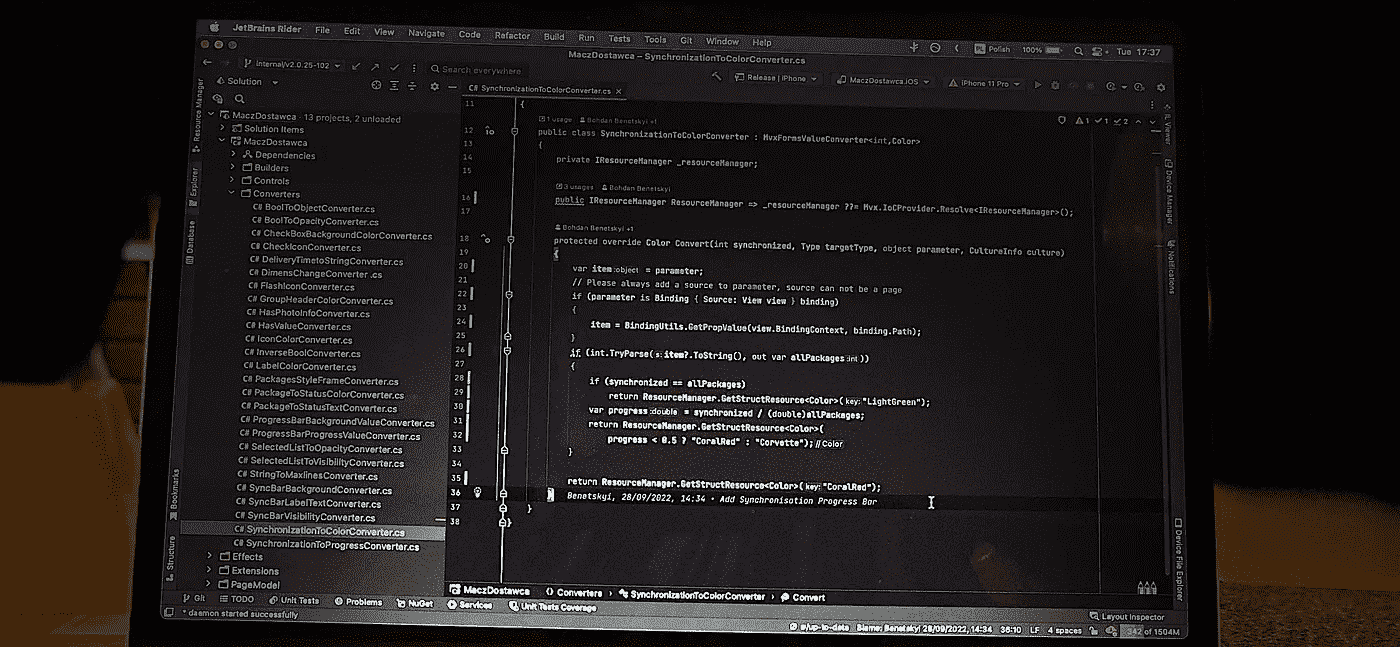 JetBrains Rider File Edit View Navigate Code Refactor Build Run Tests Tools Git Window Help Polish 100% Tue 17:37
MaczDostawca – SynchronizationToColorConverter.cs
Internal/v2.0.25-102 Search everywhere Release | iPhone MaczDostawca.iOS iPhone 11 Pro
Solution
C# SynchronizationToColorConverter.cs
Resource Manager
Explorer
Database
Bookmarks
Structure
MaczDostawca · 13 projects, 2 unloaded
Solution Items
MaczDostawca
Dependencies
Builders
Controls
Converters
C# BoolToObjectConverter.cs
C# BoolToOpacityConverter.cs
C# CheckBoxBackgroundColorConverter.cs
C# CheckIconConverter.cs
C# DeliveryTimetoStringConverter.cs
C# DimensChangeConverter .cs
C# FlashIconConverter.cs
C# GroupHeaderColorConverter.cs
C# HasPhotoInfoConverter.cs
C# HasValueConverter.cs
C# IconColorConverter.cs
C# InverseBoolConverter.cs
C# LabelColorConverter.cs
C# PackagesStyleFrameConverter.cs
C# PackageToStatusColorConverter.cs
C# PackageToStatusTextConverter.cs
C# ProgressBarBackgroundValueConverter.cs
C# ProgressBarProgressValueConverter.cs
C# SelectedListToOpacityConverter.cs
C# SelectedListToVisibilityConverter.cs
C# StringToMaxlinesConverter.cs
C# SyncBarBackgroundConverter.cs
C# SyncBarLabelTextConverter.cs
C# SyncBarVisibilityConverter.cs
C# SynchronizationToColorConverter.cs
C# SynchronizationToProgressConverter.cs
Effects
Extensions
PageModel
11 {
1 usage Bohdan Benetskyi +1
1 1 2
12 public class SynchronizationToColorConverter : MvxFormsValueConverter<int,Color>
13 {
14 private IResourceManager _resourceManager;
15
3 usages Bohdan Benetskyi
16 public IResourceManager ResourceManager => _resourceManager ??= Mvx.IoCProvider.Resolve<IResourceManager>();
17
Bohdan Benetskyi +1
18 protected override Color Convert(int synchronized, Type targetType, object parameter, CultureInfo culture)
19 {
20 var item:object = parameter;
21 // Please always add a source to parameter, source can not be a page
22 if (parameter is Binding { Source: View view } binding)
23 {
24 item = BindingUtils.GetPropValue(view.BindingContext, binding.Path);
25 }
26 if (int.TryParse(s:item?.ToString(), out var allPackages:int))
27 {
28 if (synchronized == allPackages)
29 return ResourceManager.GetStructResource<Color>(key:"LightGreen");
30 var progress:double = synchronized / (double)allPackages;
31 return ResourceManager.GetStructResource<Color>(
32 progress < 0.5 ? "CoralRed" : "Corvette"); // Color
33 }
34
35 return ResourceManager.GetStructResource<Color>(key:"CoralRed");
36 } Benetskyi, 28/09/2022, 14:34 • Add Synchronisation Progress Bar
37 }
38 }
IL Viewer
Device Manager
Notifications
Device File Explorer
MaczDostawca {} Converters › SynchronizationToColorConverter › Convert
Git TODO Unit Tests Problems NuGet Services Unit Tests Coverage Layout Inspector
* daemon started successfully
Blame: Benetskyi 28/09/2022, 14:34 36:10 LF 4 spaces 342 of 1504M